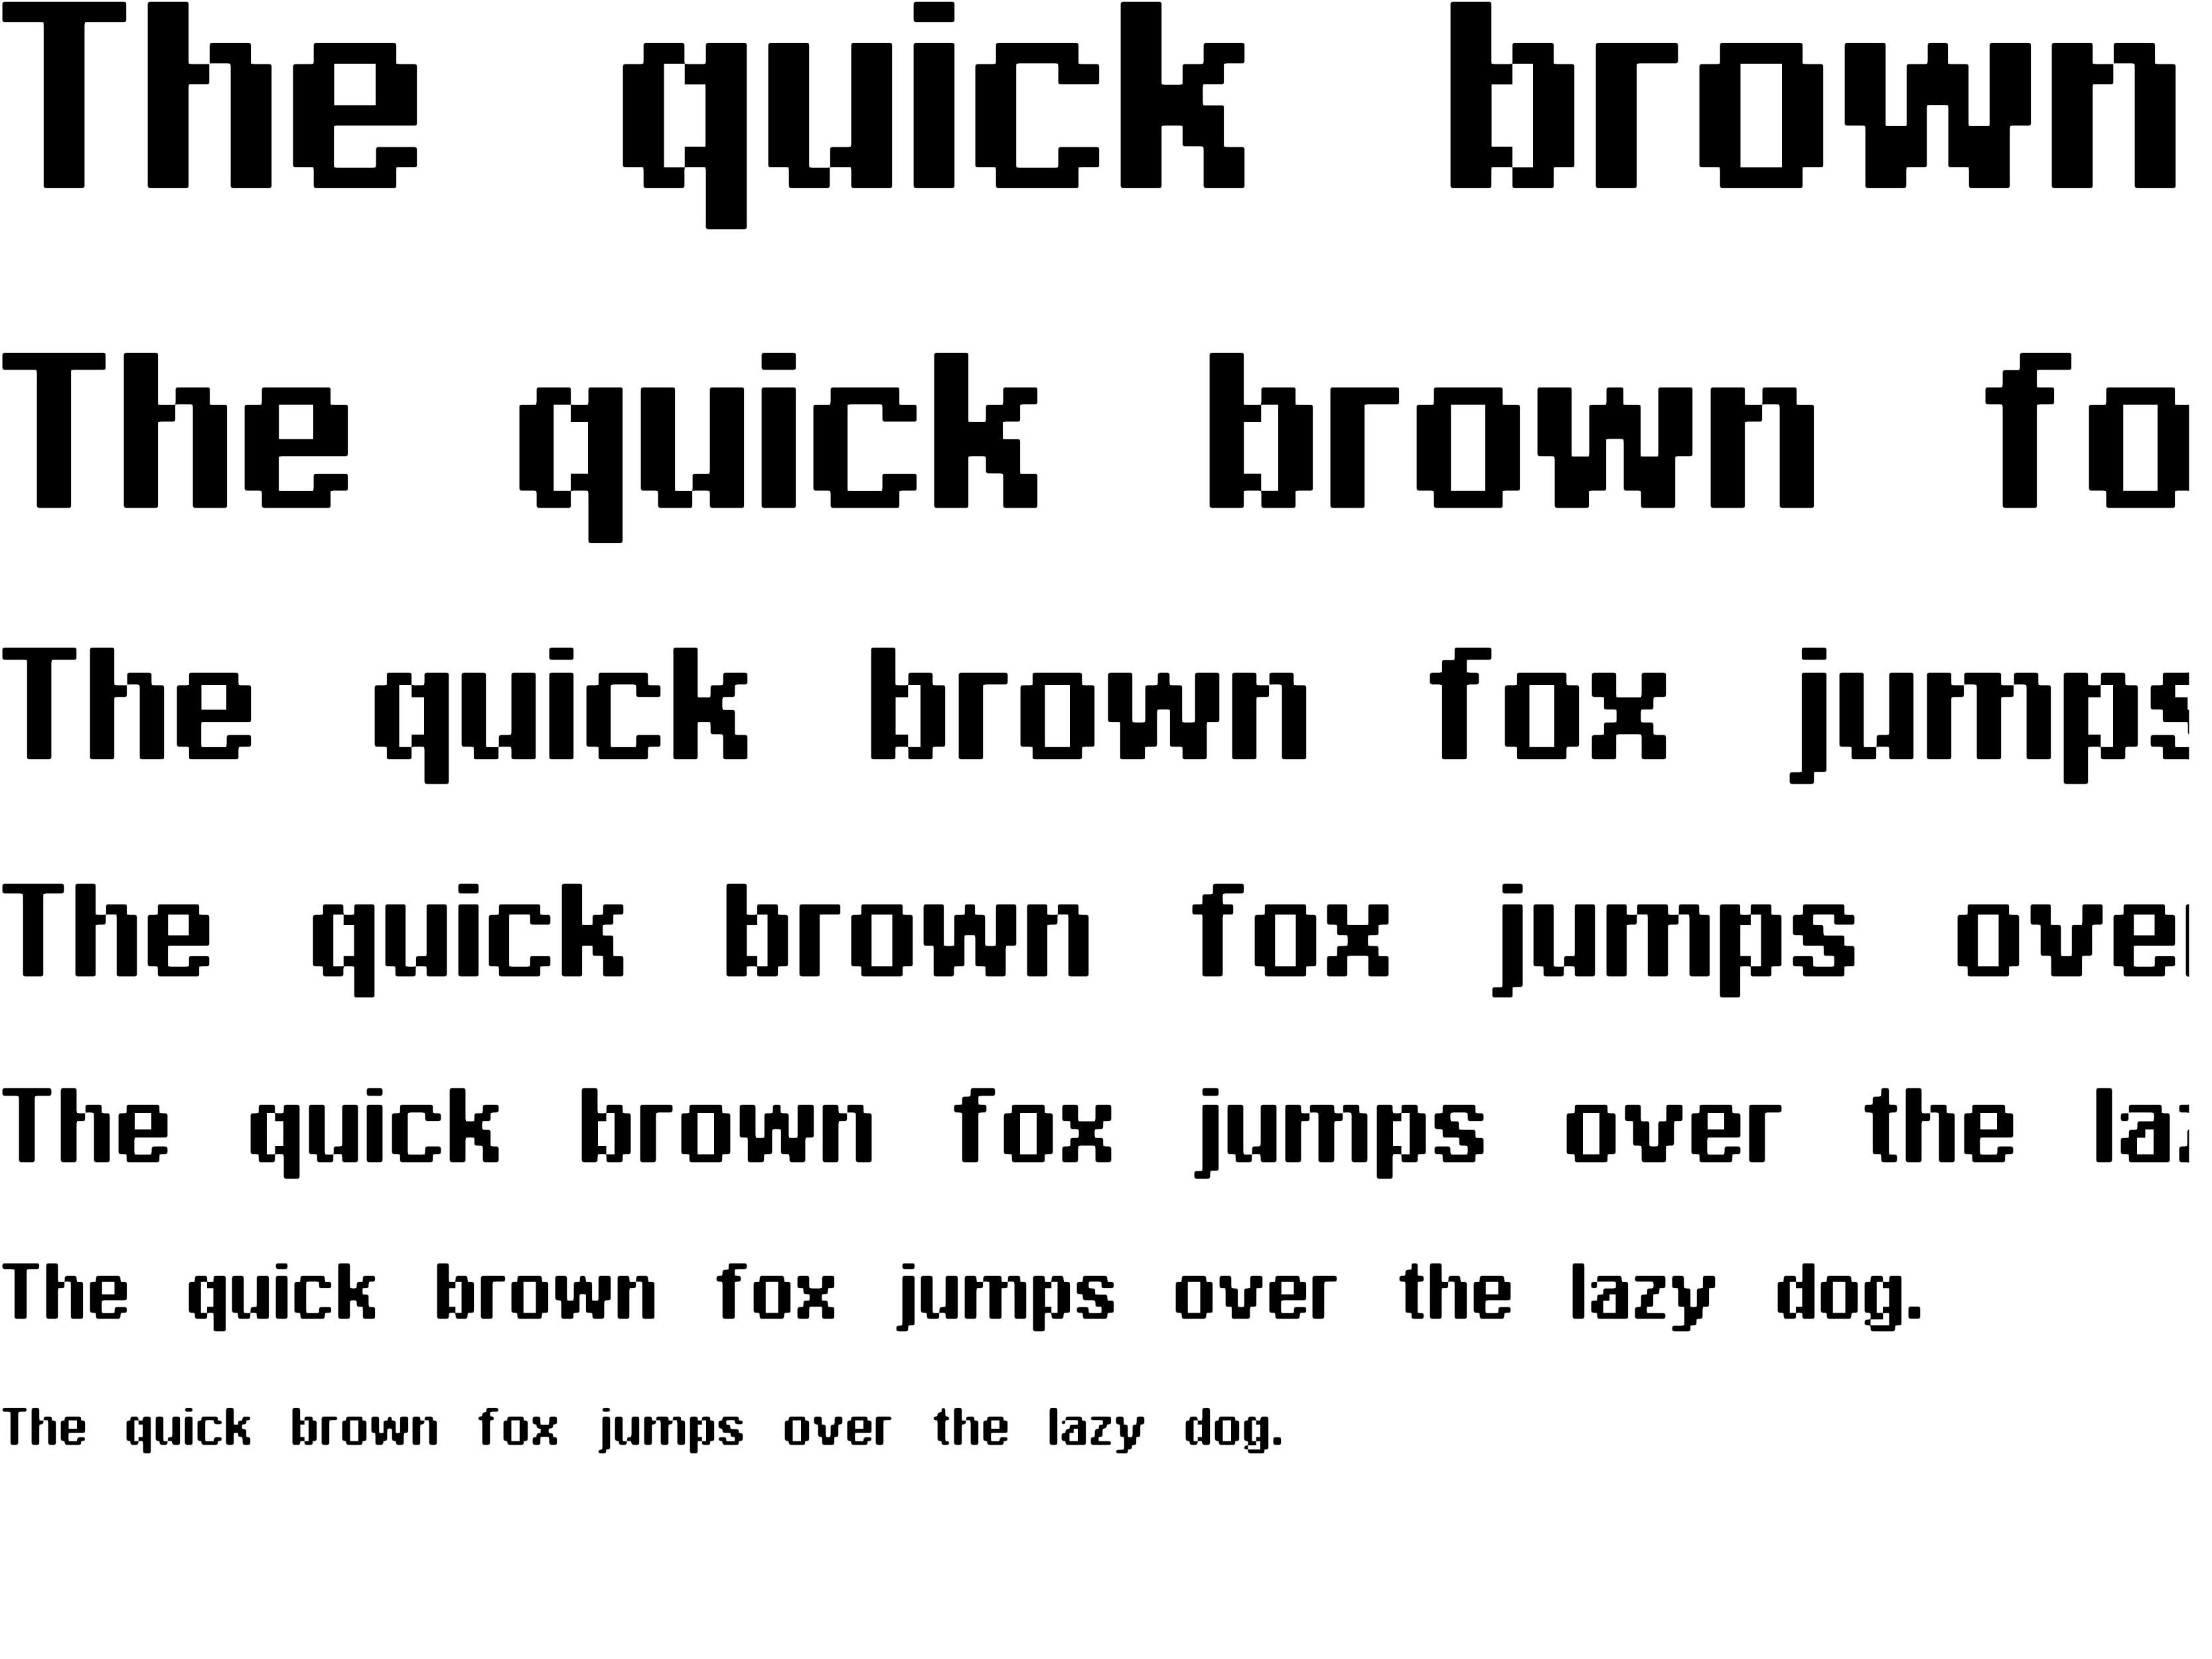 The quick brown
The quick brown fo
The quick brown fox jumps
The quick brown fox jumps over
The quick brown fox jumps over the la
The quick brown fox jumps over the lazy dog.
The quick brown fox jumps over the lazy dog.